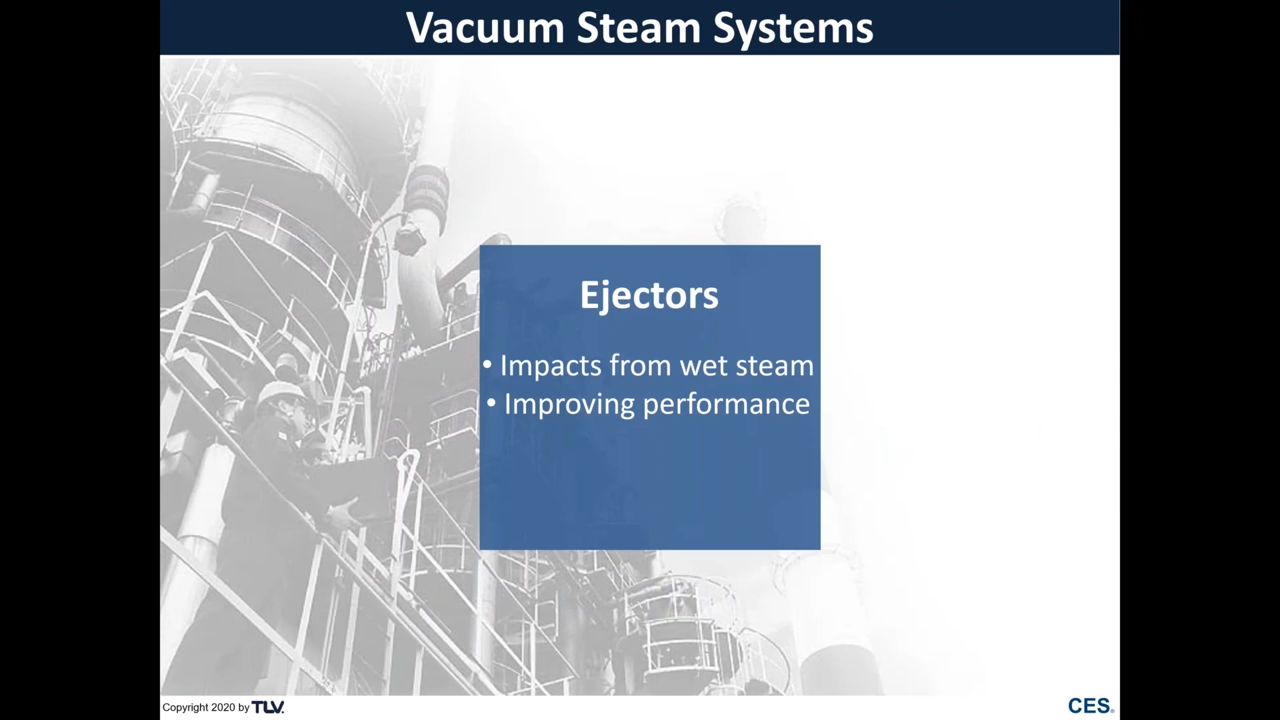 Vacuum Steam Systems
Ejectors
• Impacts from wet steam
• Improving performance
Copyright 2020 by TLV.
CES®